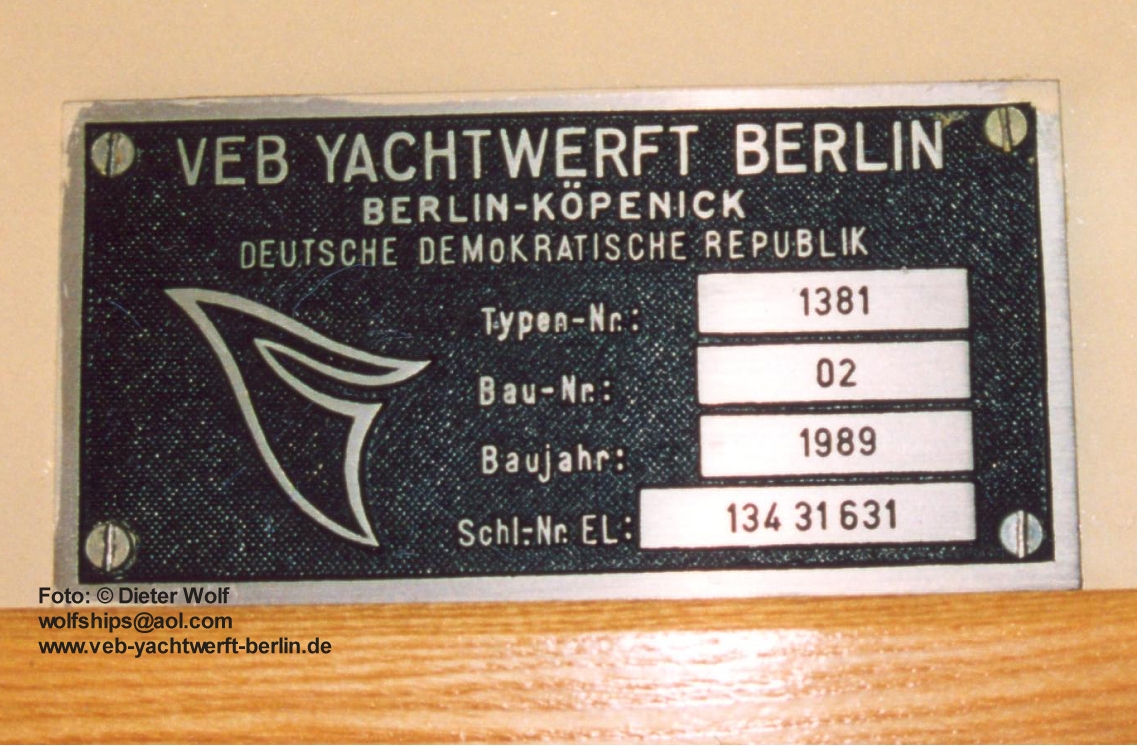 VEB YACHTWERFT BERLIN
BERLIN-KÖPENICK
DEUTSCHE DEMOKRATISCHE REPUBLIK
Typen-Nr.: 1381
Bau-Nr.: 02
Baujahr: 1989
Schl.-Nr. EL: 134 31 631
Foto: © Dieter Wolf
wolfships@aol.com
www.veb-yachtwerft-berlin.de